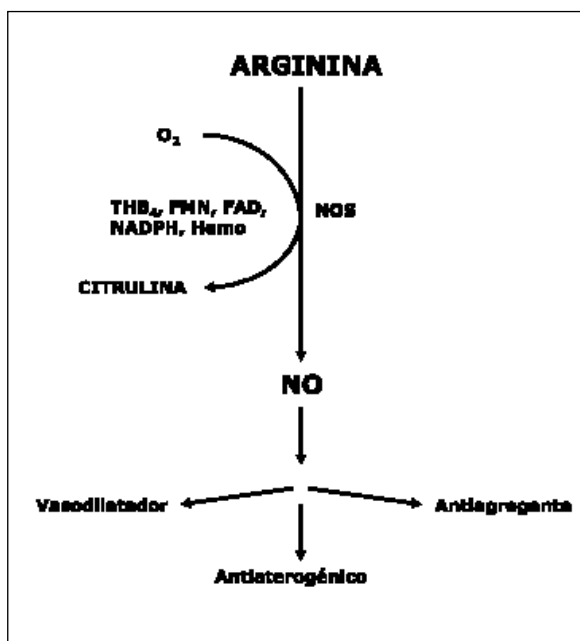 ARGININA
O₂
THB₄, FMN, FAD,
NADPH, Hemo
NOS
CITRULINA
NO
Vasodilatador
Antiagregante
Antiaterogénico